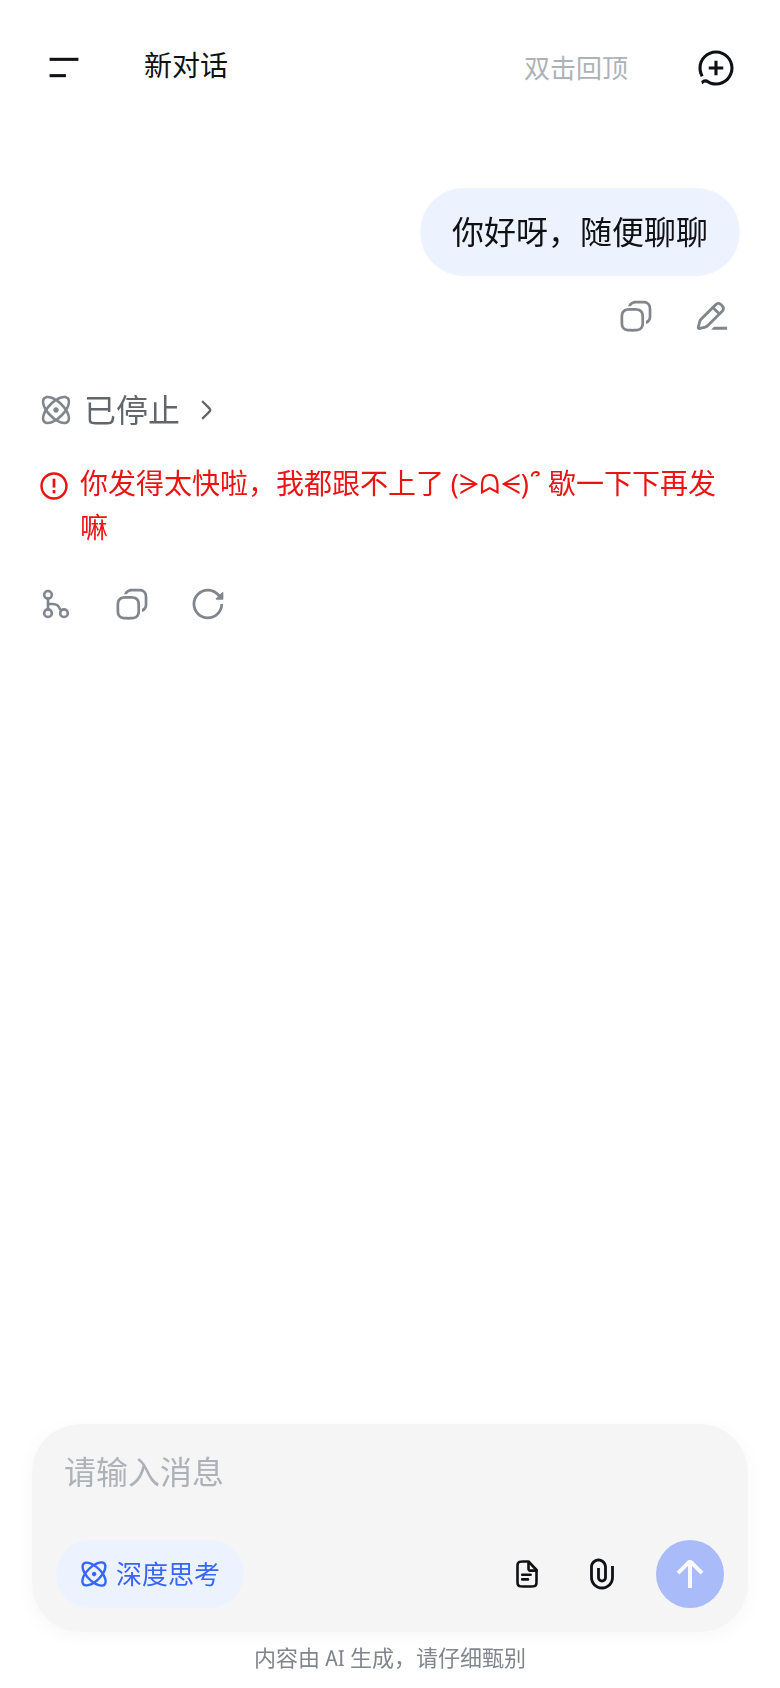 新对话
双击回顶
你好呀，随便聊聊
已停止
你发得太快啦，我都跟不上了 (ᗒᗣᗕ)՞ 歇一下下再发
嘛
请输入消息
深度思考
内容由 AI 生成，请仔细甄别